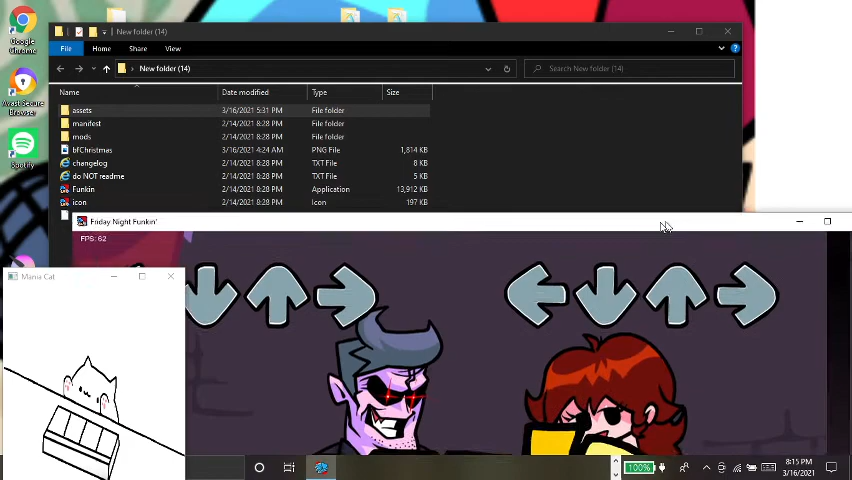 Google
Chrome
Avast Secure
Browser
Spotify
New folder (14)
File Home Share View
New folder (14)
Search New folder (14)
Name Date modified Type Size
assets 3/16/2021 5:31 PM File folder
manifest 2/14/2021 8:28 PM File folder
mods 2/14/2021 8:28 PM File folder
bfChristmas 3/16/2021 4:24 AM PNG File 1,814 KB
changelog 2/14/2021 8:28 PM TXT File 8 KB
do NOT readme 2/14/2021 8:28 PM TXT File 5 KB
Funkin 2/14/2021 8:28 PM Application 13,912 KB
icon 2/14/2021 8:28 PM Icon 197 KB
Friday Night Funkin'
FPS: 62
Mania Cat
100%
8:15 PM
3/16/2021